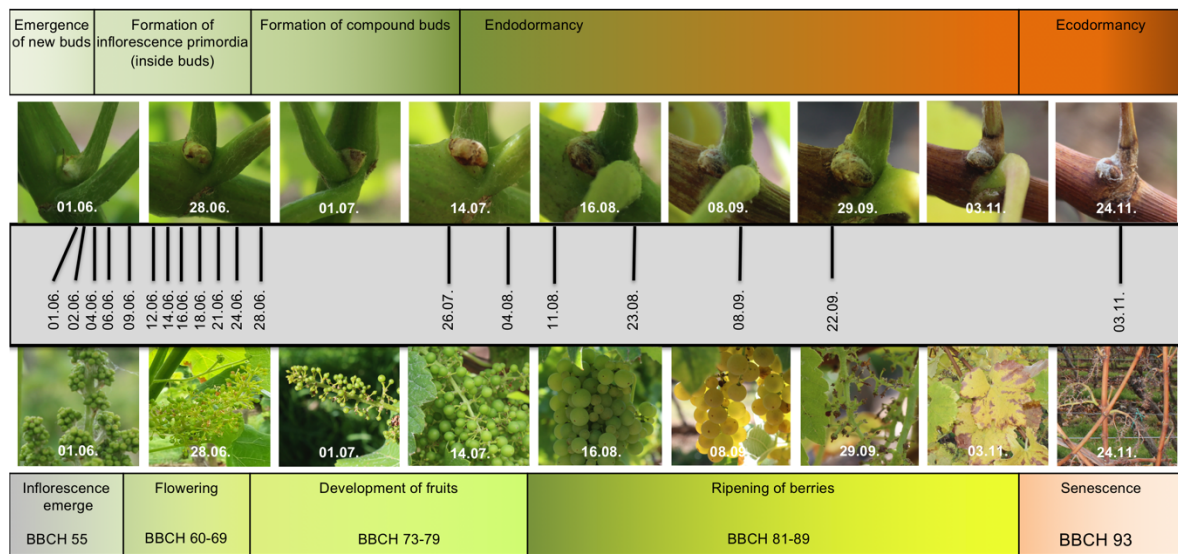 Emergence
of new buds
Formation of
inflorescence primordia
(inside buds)
Formation of compound buds
Endodormancy
Ecodormancy
01.06.
28.06.
01.07.
14.07.
16.08.
08.09.
29.09.
03.11.
24.11.
01.06.
02.06.
04.06.
06.06.
09.06.
12.06.
14.06.
16.06.
18.06.
21.06.
24.06.
28.06.
26.07.
04.08.
11.08.
23.08.
08.09.
22.09.
03.11.
01.06.
28.06.
01.07.
14.07.
16.08.
08.09.
29.09.
03.11.
24.11.
Inflorescence
emerge
BBCH 55
Flowering
BBCH 60-69
Development of fruits
BBCH 73-79
Ripening of berries
BBCH 81-89
Senescence
BBCH 93